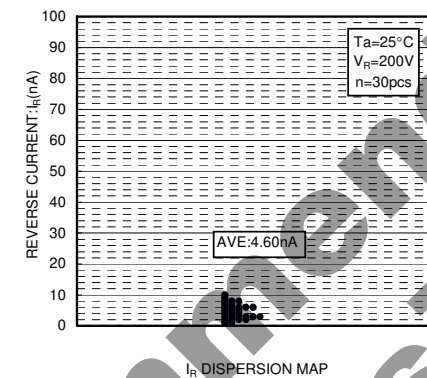 100
90
80
70
60
50
40
30
20
10
0
REVERSE CURRENT:IR(nA)
Ta=25°C
VR=200V
n=30pcs
AVE:4.60nA
IR DISPERSION MAP